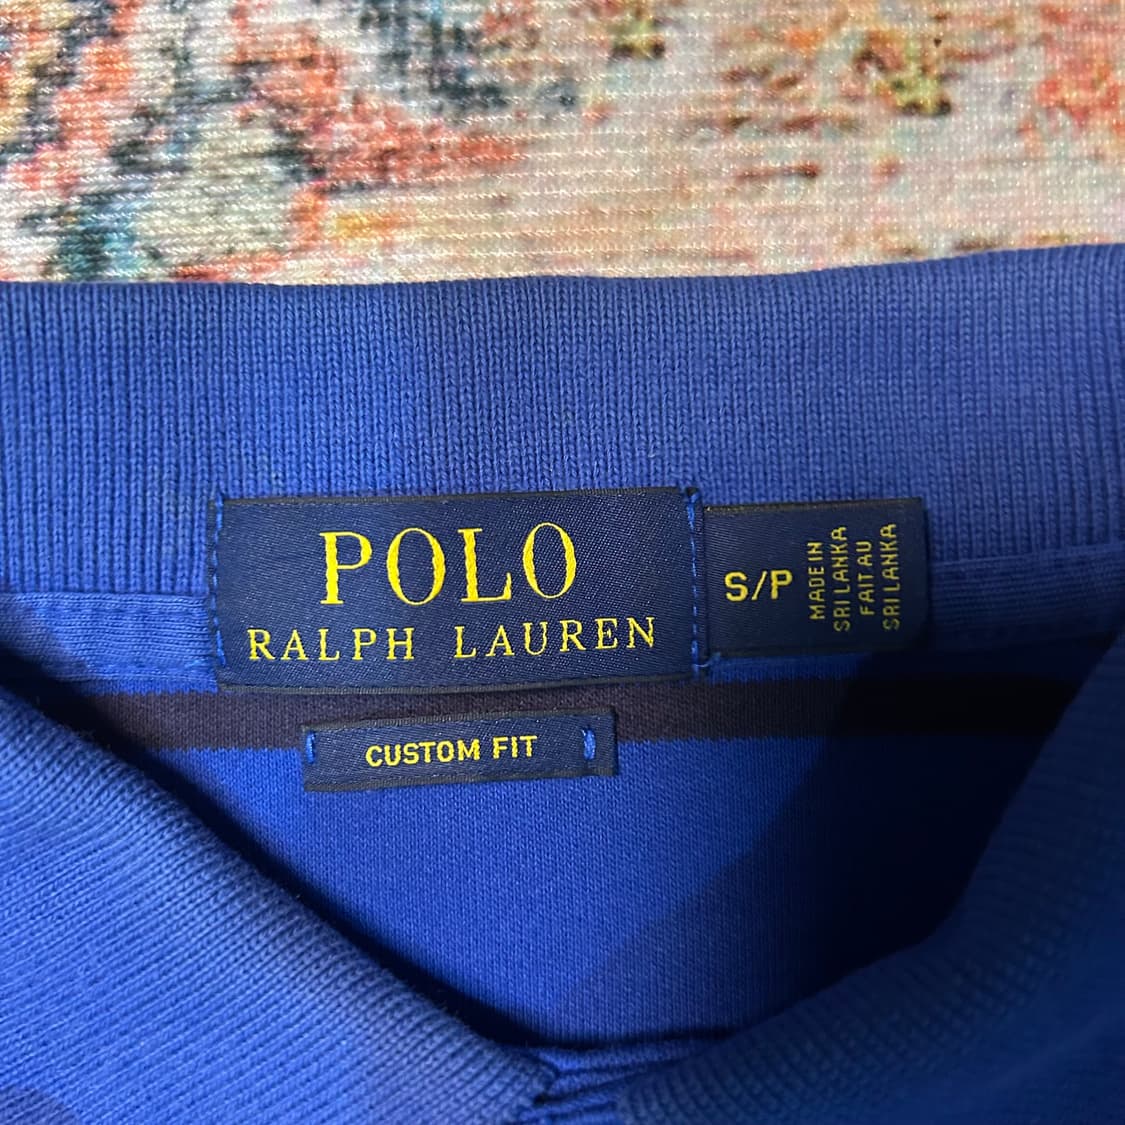 POLO
RALPH LAUREN
S/P
MADE IN
SRI LANKA
FAIT AU
SRI LANKA
CUSTOM FIT